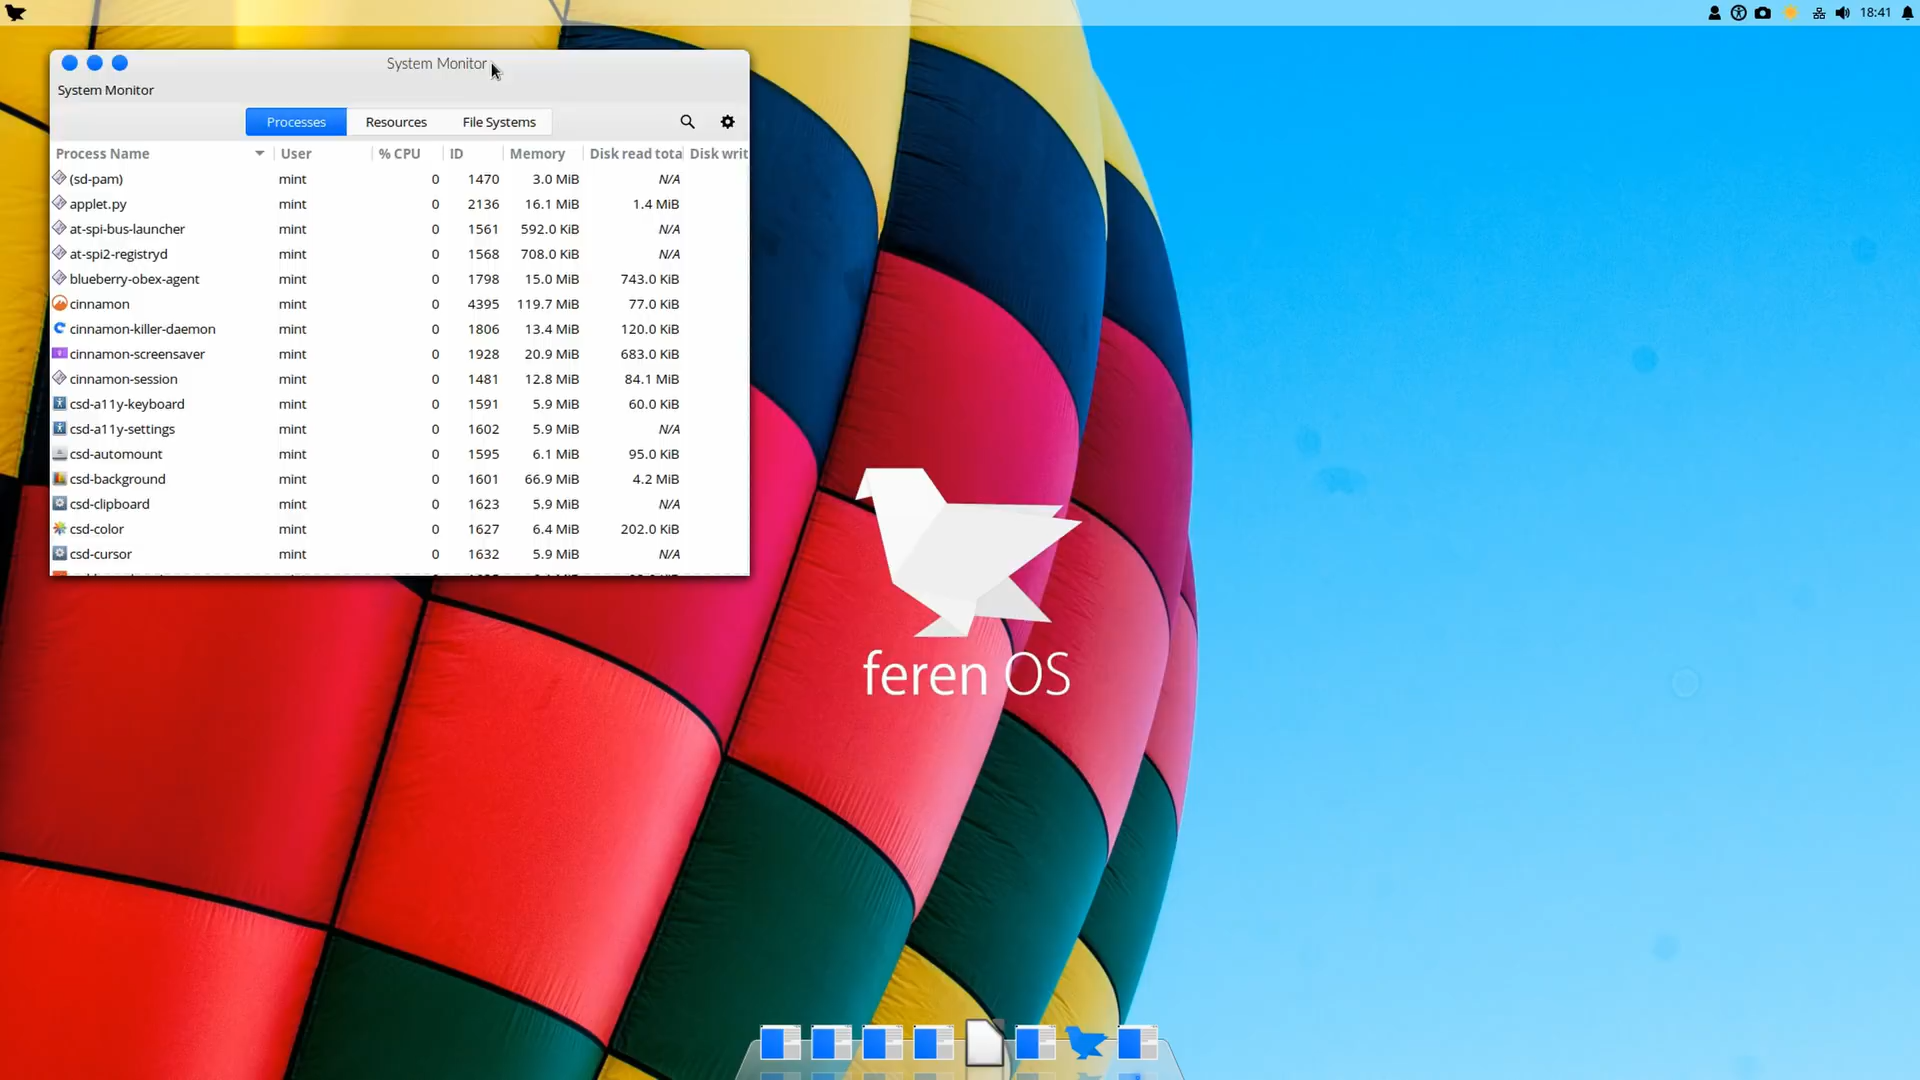 18:41
System Monitor
System Monitor
Processes Resources File Systems
Process Name User % CPU ID Memory Disk read tota Disk writ
(sd-pam) mint 0 1470 3.0 MiB N/A
applet.py mint 0 2136 16.1 MiB 1.4 MiB
at-spi-bus-launcher mint 0 1561 592.0 KiB N/A
at-spi2-registryd mint 0 1568 708.0 KiB N/A
blueberry-obex-agent mint 0 1798 15.0 MiB 743.0 KiB
cinnamon mint 0 4395 119.7 MiB 77.0 KiB
cinnamon-killer-daemon mint 0 1806 13.4 MiB 120.0 KiB
cinnamon-screensaver mint 0 1928 20.9 MiB 683.0 KiB
cinnamon-session mint 0 1481 12.8 MiB 84.1 MiB
csd-a11y-keyboard mint 0 1591 5.9 MiB 60.0 KiB
csd-a11y-settings mint 0 1602 5.9 MiB N/A
csd-automount mint 0 1595 6.1 MiB 95.0 KiB
csd-background mint 0 1601 66.9 MiB 4.2 MiB
csd-clipboard mint 0 1623 5.9 MiB N/A
csd-color mint 0 1627 6.4 MiB 202.0 KiB
csd-cursor mint 0 1632 5.9 MiB N/A
feren OS